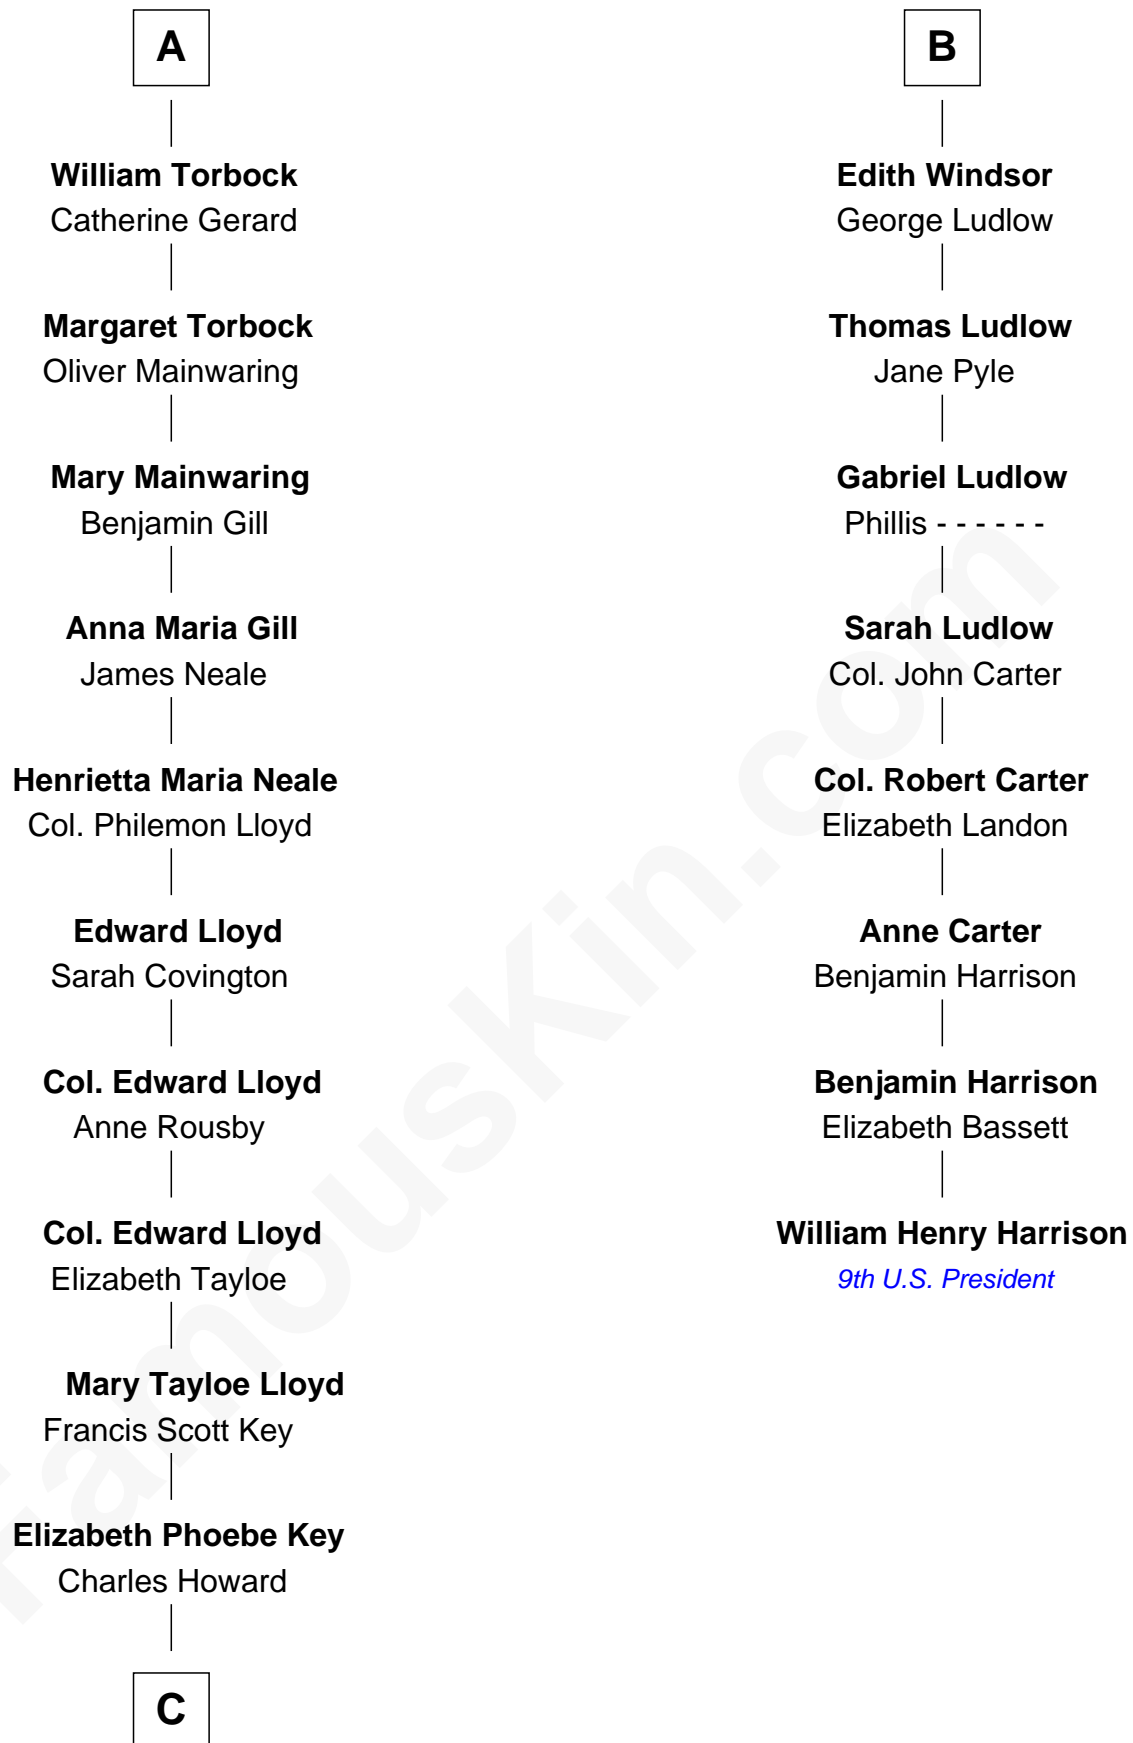 A
William Torbock
Catherine Gerard
Margaret Torbock
Oliver Mainwaring
Mary Mainwaring
Benjamin Gill
Anna Maria Gill
James Neale
Henrietta Maria Neale
Col. Philemon Lloyd
Edward Lloyd
Sarah Covington
Col. Edward Lloyd
Anne Rousby
Col. Edward Lloyd
Elizabeth Tayloe
Mary Tayloe Lloyd
Francis Scott Key
Elizabeth Phoebe Key
Charles Howard
C
B
Edith Windsor
George Ludlow
Thomas Ludlow
Jane Pyle
Gabriel Ludlow
Phillis - - - - - -
Sarah Ludlow
Col. John Carter
Col. Robert Carter
Elizabeth Landon
Anne Carter
Benjamin Harrison
Benjamin Harrison
Elizabeth Bassett
William Henry Harrison
9th U.S. President
FamousKin.com